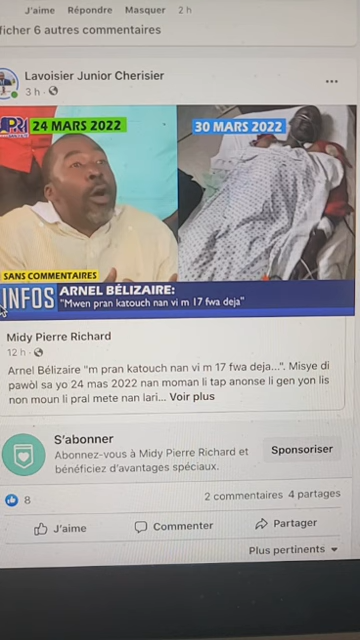 J'aime Répondre Masquer 2 h
ficher 6 autres commentaires
Lavoisier Junior Cherisier
3 h ·
PRI
24 MARS 2022
30 MARS 2022
SANS COMMENTAIRES
INFOS
ARNEL BÉLIZAIRE:
"Mwen pran katouch nan vi m 17 fwa deja"
Midy Pierre Richard
12 h ·
Arnel Bélizaire "m pran katouch nan vi m 17 fwa deja...". Misye di
pawòl sa yo 24 mas 2022 nan moman li tap anonse li gen yon lis
non moun li pral mete nan lari... Voir plus
S'abonner
Abonnez-vous à Midy Pierre Richard et
bénéficiez d'avantages spéciaux.
Sponsoriser
8
2 commentaires 4 partages
J'aime
Commenter
Partager
Plus pertinents